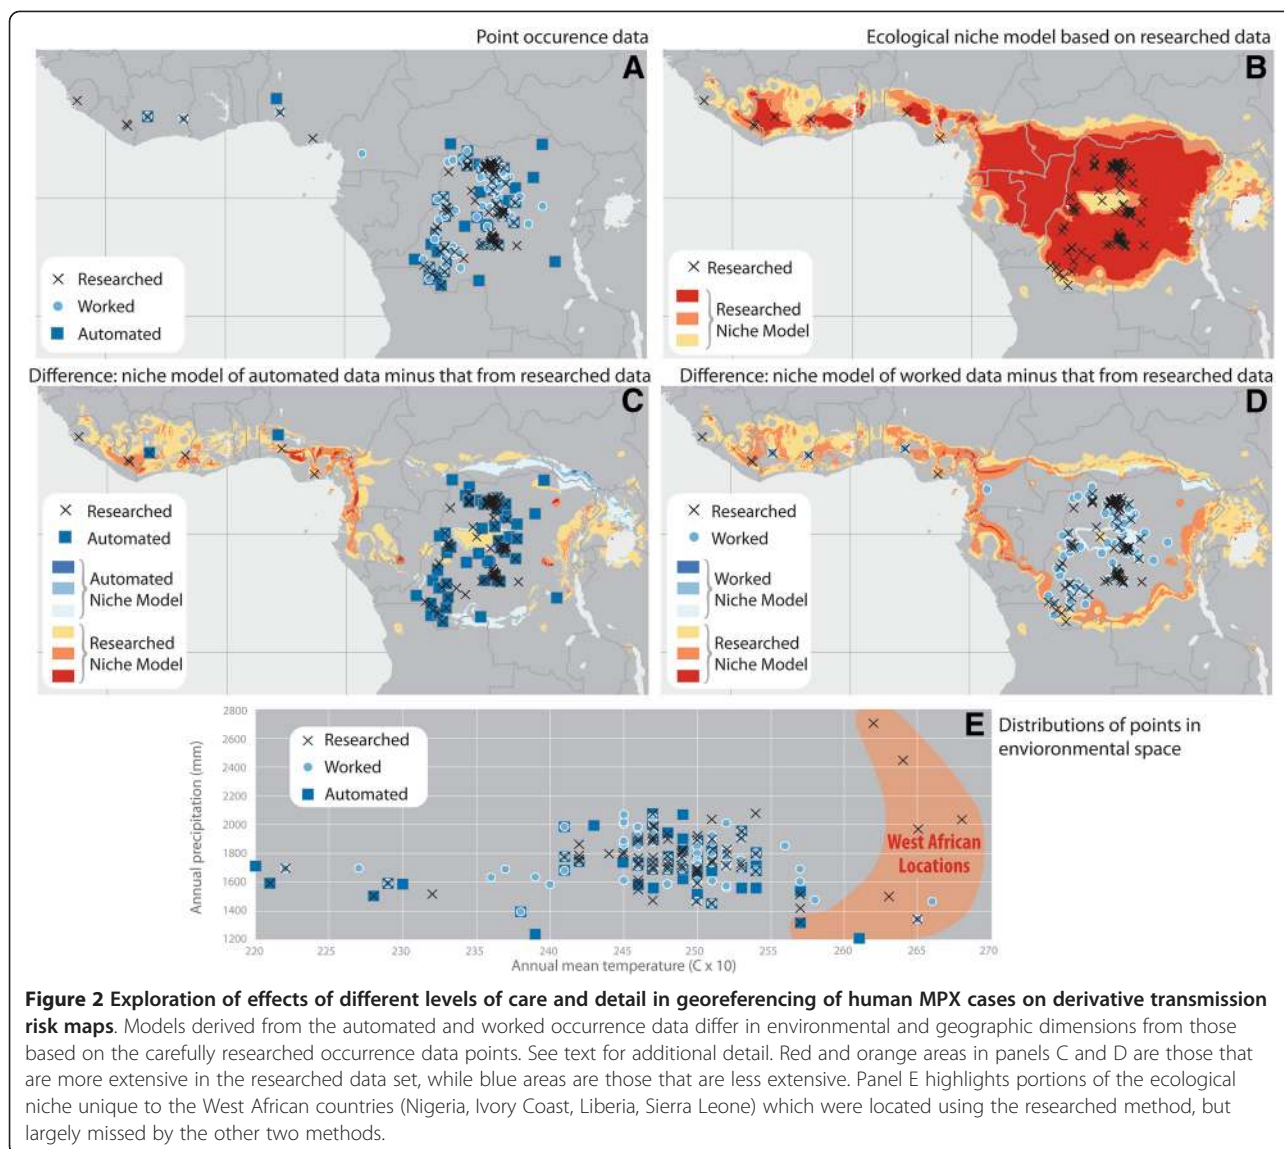 Point occurence data
A
× Researched
Worked
Automated
Ecological niche model based on researched data
B
× Researched
Researched
Niche Model
Difference: niche model of automated data minus that from researched data
C
× Researched
Automated
Automated
Niche Model
Researched
Niche Model
Difference: niche model of worked data minus that from researched data
D
× Researched
Worked
Worked
Niche Model
Researched
Niche Model
E
Distributions of points in
envioronmental space
× Researched
Worked
Automated
West African
Locations
Annual precipitation (mm)
2800
2600
2400
2200
2000
1800
1600
1400
1200
220
225
230
235
240
245
250
255
260
265
270
Annual mean temperature (C x 10)
Figure 2 Exploration of effects of different levels of care and detail in georeferencing of human MPX cases on derivative transmission
risk maps. Models derived from the automated and worked occurrence data differ in environmental and geographic dimensions from those
based on the carefully researched occurrence data points. See text for additional detail. Red and orange areas in panels C and D are those that
are more extensive in the researched data set, while blue areas are those that are less extensive. Panel E highlights portions of the ecological
niche unique to the West African countries (Nigeria, Ivory Coast, Liberia, Sierra Leone) which were located using the researched method, but
largely missed by the other two methods.